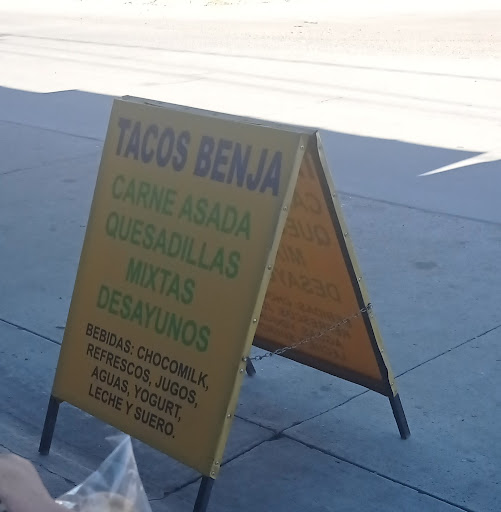 TACOS BENJA
CARNE ASADA
QUESADILLAS
MIXTAS
DESAYUNOS
BEBIDAS: CHOCOMILK,
REFRESCOS, JUGOS,
AGUAS, YOGURT,
LECHE Y SUERO.